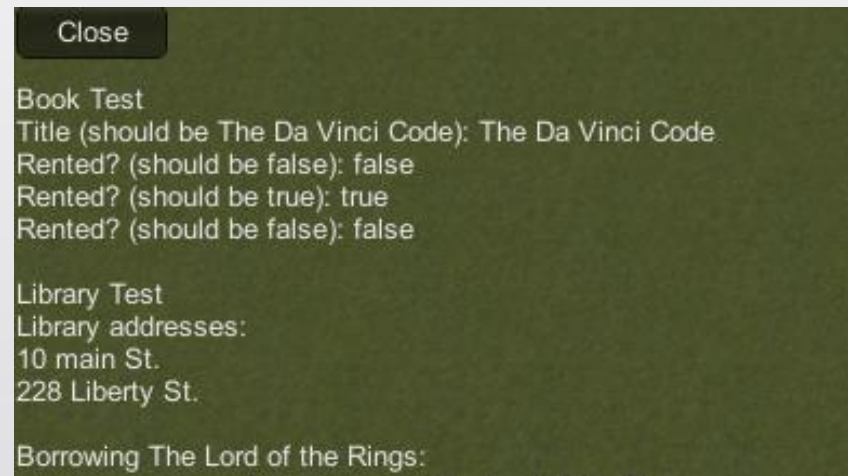 Close
Book Test
Title (should be The Da Vinci Code): The Da Vinci Code
Rented? (should be false): false
Rented? (should be true): true
Rented? (should be false): false
Library Test
Library addresses:
10 main St.
228 Liberty St.
Borrowing The Lord of the Rings: